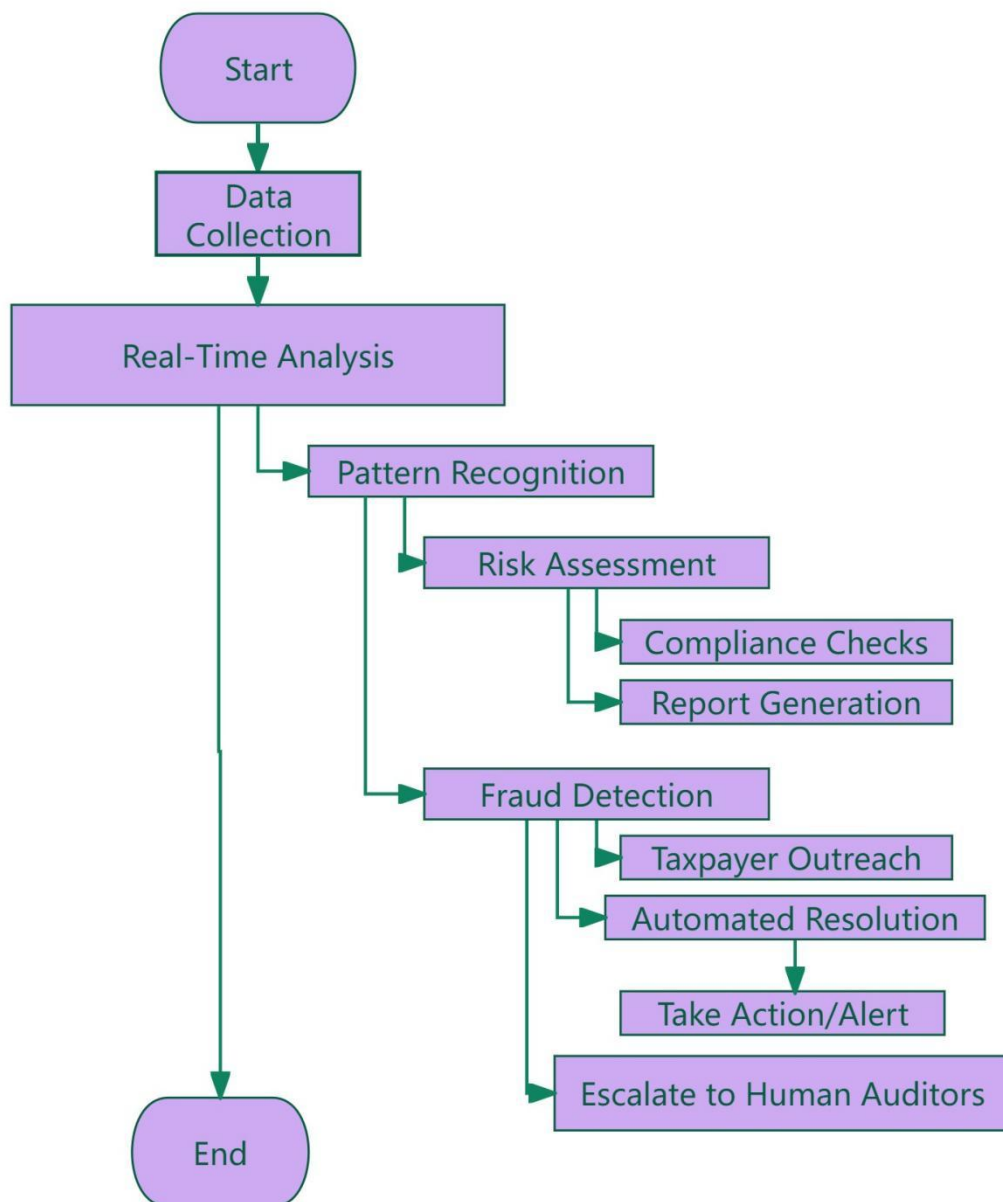 Start
Data
Collection
Real-Time Analysis
Pattern Recognition
Risk Assessment
Compliance Checks
Report Generation
Fraud Detection
Taxpayer Outreach
Automated Resolution
Take Action/Alert
Escalate to Human Auditors
End